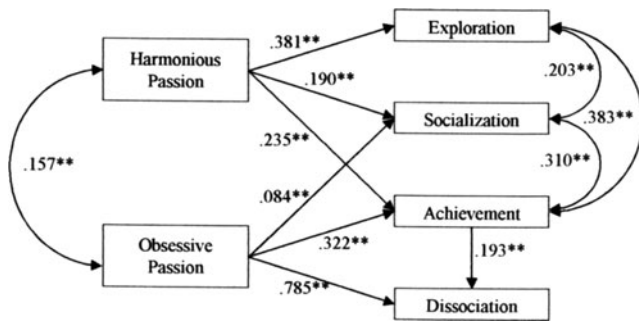 Exploration
.381**
Harmonious
Passion
.203**
.190**
.383**
Socialization
.235**
.157**
.310**
.084**
Achievement
.322**
Obsessive
Passion
.193**
.785**
Dissociation